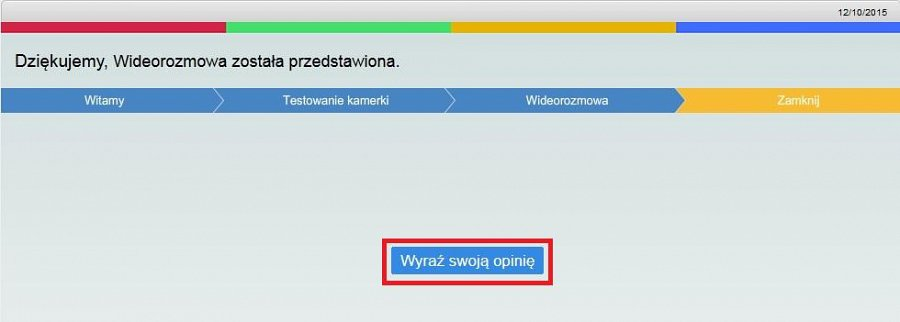 12/10/2015
Dziękujemy, Wideorozmowa została przedstawiona.
Witamy
Testowanie kamerki
Wideorozmowa
Zamknij
Wyraź swoją opinię